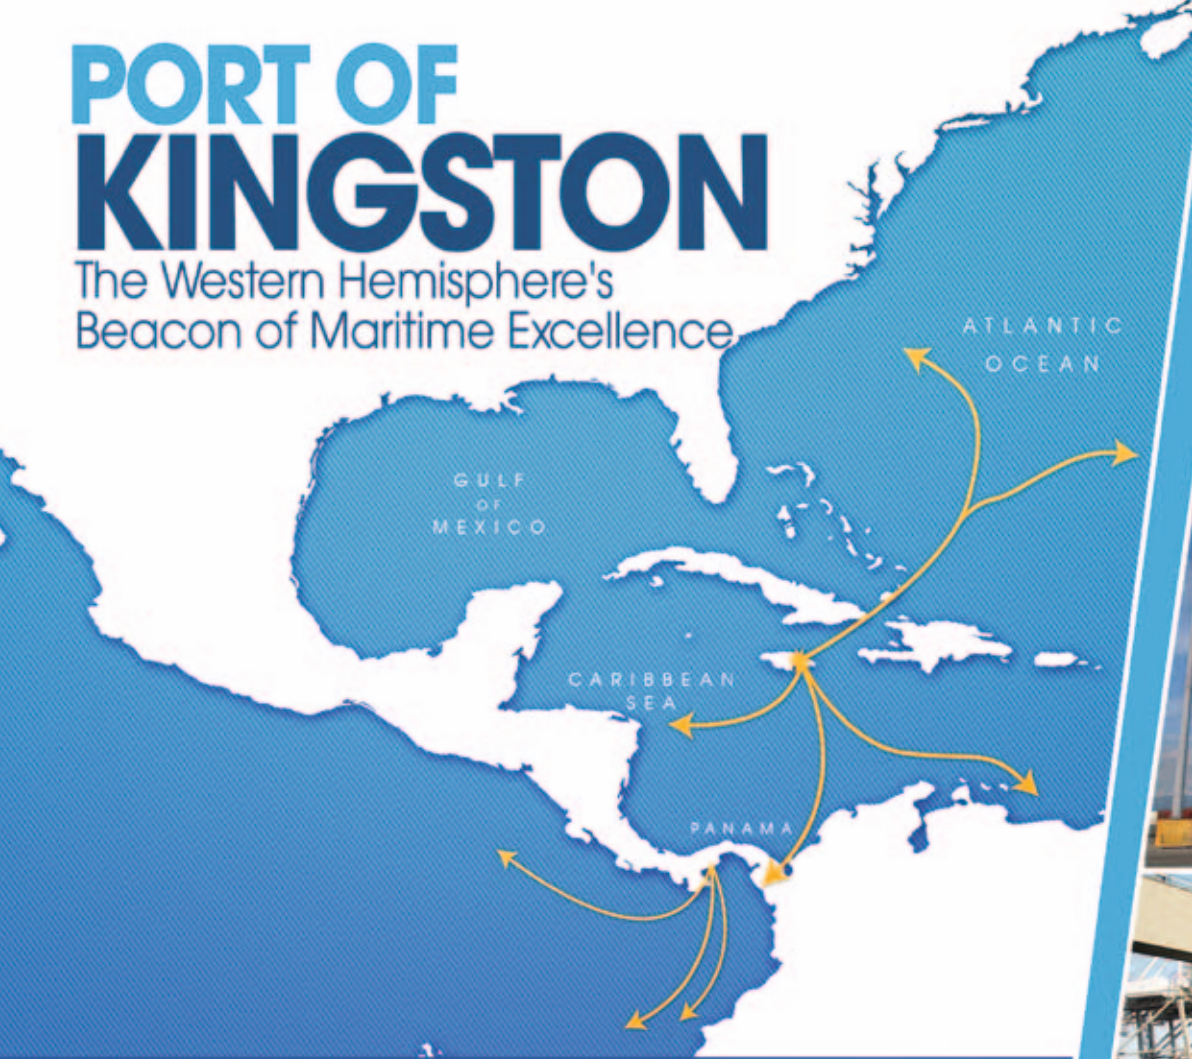 PORT OF
KINGSTON
The Western Hemisphere's
Beacon of Maritime Excellence
ATLANTIC
OCEAN
GULF
OF
MEXICO
CARIBBEAN
SEA
PANAMA